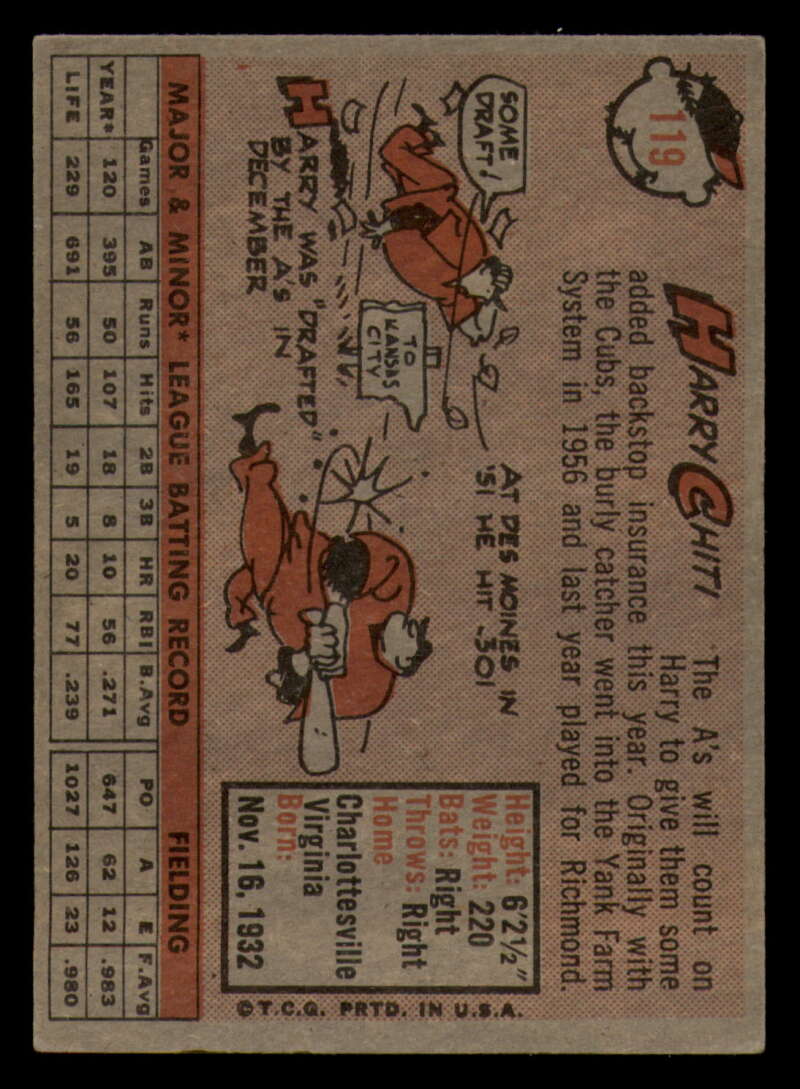 119
HARRY CHITI
The A's will count on
Harry to give them some
added backstop insurance this year. Originally with
the Cubs, the burly catcher went into the Yank Farm
System in 1956 and last year played for Richmond.
SOME
DRAFT!
TO
KANSAS
CITY
HARRY WAS "DRAFTED"
BY THE A'S IN
DECEMBER
AT DES MOINES IN
'51 HE HIT .301
Height: 6'2½"
Weight: 220
Bats: Right
Throws: Right
Home
Charlottesville
Virginia
Born:
Nov. 16, 1932
©T.C.G. PRTD. IN U.S.A.
MAJOR & MINOR* LEAGUE BATTING RECORD FIELDING
Games AB Runs Hits 2B 3B HR RBI B.Avg PO A E F.Avg
YEAR* 120 395 50 107 18 8 10 56 .271 647 62 12 .983
LIFE 229 691 56 165 19 5 20 77 .239 1027 126 23 .980